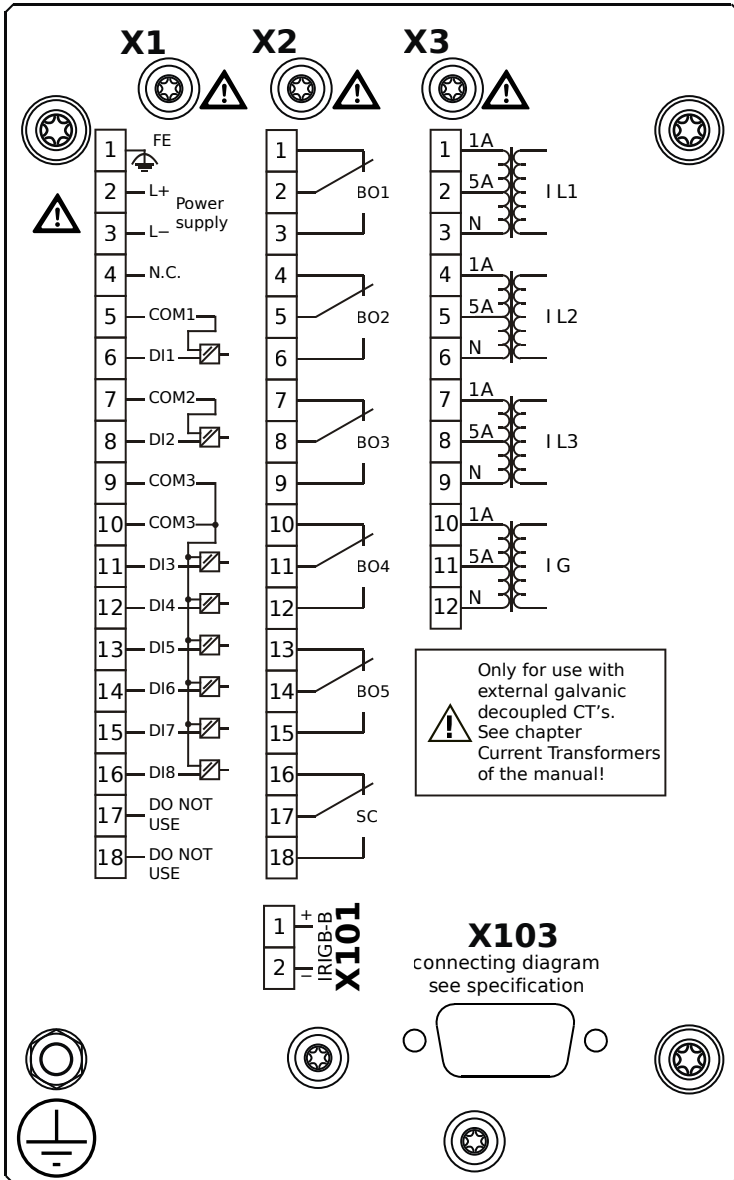 X1 X2 X3
1 FE
2 L+
Power
supply
3 L−
4 N.C.
5 COM1
6 DI1
7 COM2
8 DI2
9 COM3
10 COM3
11 DI3
12 DI4
13 DI5
14 DI6
15 DI7
16 DI8
17 DO NOT
USE
18 DO NOT
USE
1
2 BO1
3
4
5 BO2
6
7
8 BO3
9
10
11 BO4
12
13
14 BO5
15
16
17 SC
18
1 1A
2 5A I L1
3 N
4 1A
5 5A I L2
6 N
7 1A
8 5A I L3
9 N
10 1A
11 5A I G
12 N
Only for use with
external galvanic
decoupled CT's.
See chapter
Current Transformers
of the manual!
1 +
2 −
IRIGB-B
X101
X103
connecting diagram
see specification